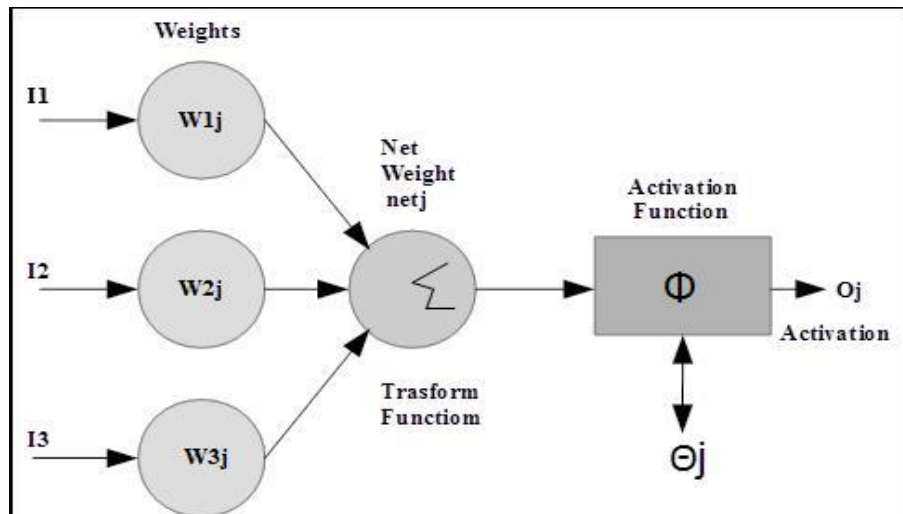 Weights
I1
W1j
Net
Weight
netj
Activation
Function
I2
W2j
Φ
Oj
Activation
Trasform
Functiom
I3
W3j
Θj